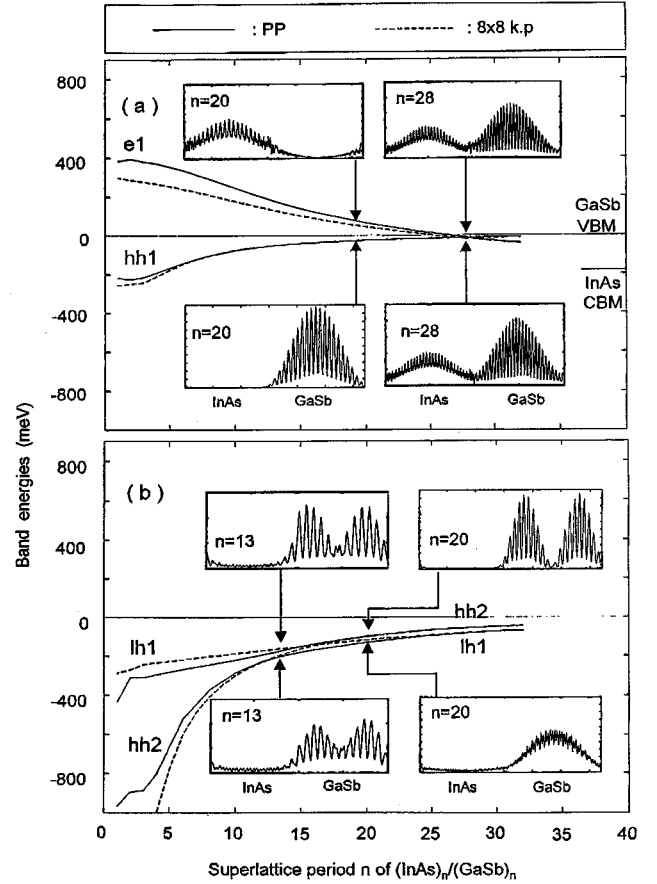 : PP : 8x8 k.p
800
( a )
n=20
n=28
e1
400
GaSb
VBM
0
hh1
InAs
CBM
-400
n=20
n=28
InAs GaSb
InAs GaSb
-800
Band energies (meV)
800
( b )
n=13
n=20
400
0
hh2
lh1
lh1
-400
n=13
n=20
hh2
-800
InAs GaSb
InAs GaSb
0 5 10 15 20 25 30 35 40
Superlattice period n of (InAs)n/(GaSb)n